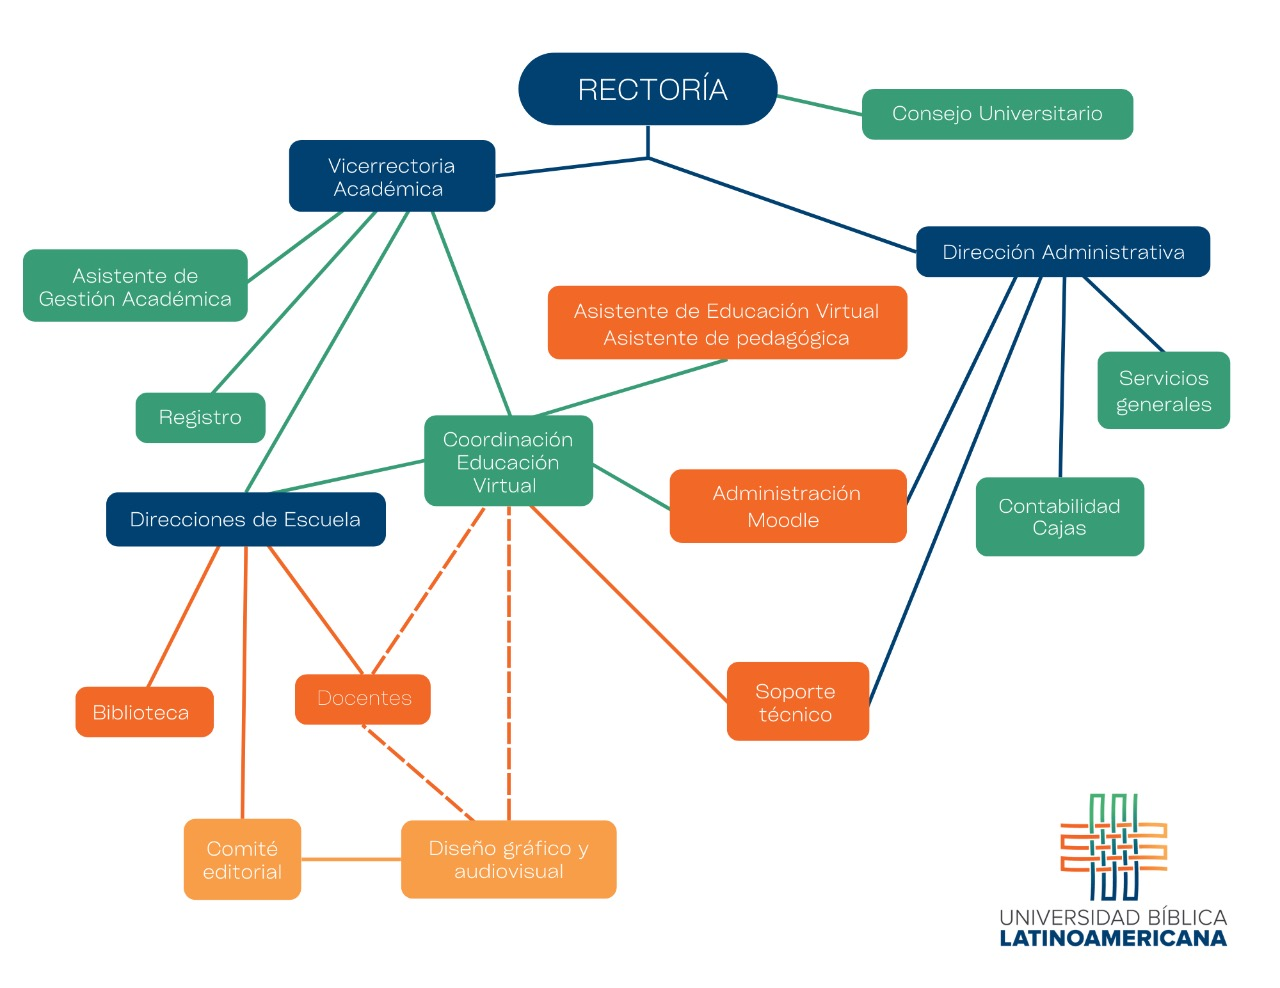 RECTORÍA
Consejo Universitario
Vicerrectoria
Académica
Dirección Administrativa
Asistente de
Gestión Académica
Asistente de Educación Virtual
Asistente de pedagógica
Servicios
generales
Registro
Coordinación
Educación
Virtual
Administración
Moodle
Contabilidad
Cajas
Direcciones de Escuela
Biblioteca
Docentes
Soporte
técnico
Comité
editorial
Diseño gráfico y
audiovisual
UNIVERSIDAD BÍBLICA
LATINOAMERICANA